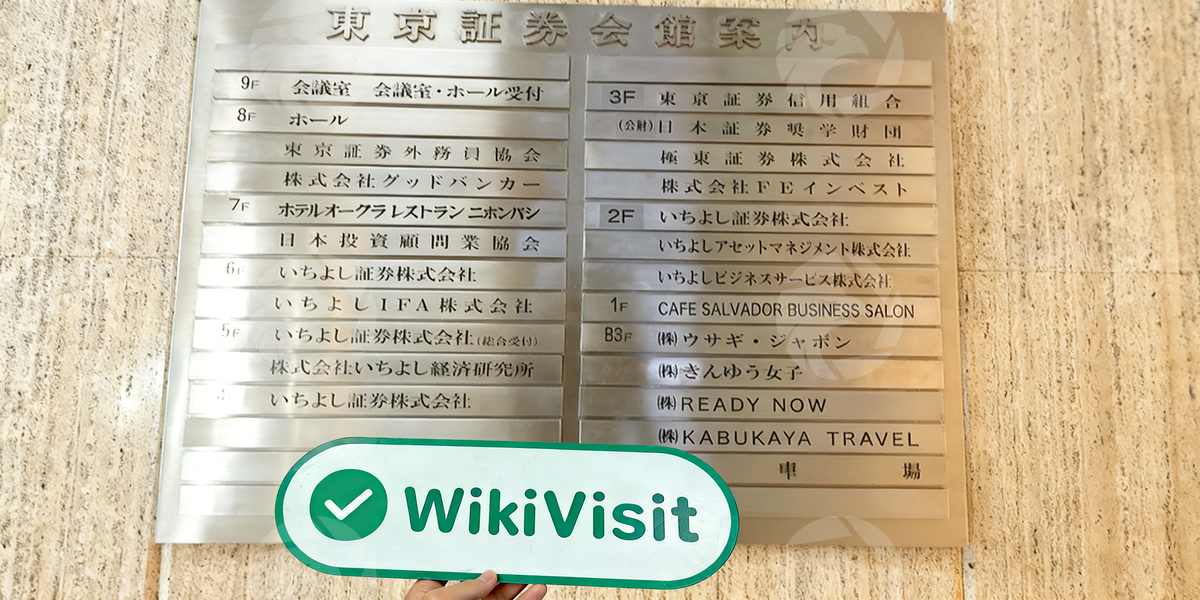 東京証券会館案内
9F 会議室 会議室・ホール受付
8F ホール
東京証券外務員協会
株式会社グッドバンカー
7F ホテルオークラ レストラン ニホンバシ
日本投資顧問業協会
6F いちよし証券株式会社
いちよしIFA株式会社
5F いちよし証券株式会社(総合受付)
株式会社いちよし経済研究所
いちよし証券株式会社
3F 東京証券信用組合
(公財)日本証券奨学財団
極東証券株式会社
株式会社FEインベスト
2F いちよし証券株式会社
いちよしアセットマネジメント株式会社
いちよしビジネスサービス株式会社
1F CAFE SALVADOR BUSINESS SALON
B3F ㈱ウサギ・ジャポン
㈱きんゆう女子
㈱READY NOW
㈱KABUKAYA TRAVEL
車場
WikiVisit